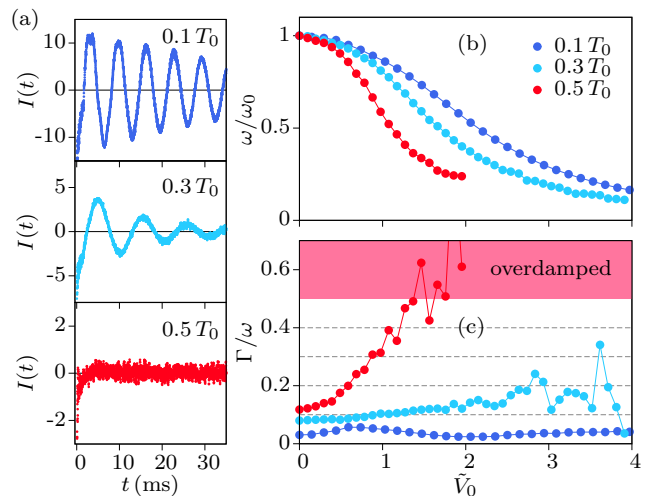 (a)
0.1 T₀
I(t)
10
0
-10
0.3 T₀
I(t)
5
0
-5
0.5 T₀
I(t)
2
0
-2
0 10 20 30
t (ms)
(b)
0.1 T₀
0.3 T₀
0.5 T₀
ω/ω₀
1
0.5
0
overdamped
(c)
Γ/ω
0.6
0.4
0.2
0
0 1 2 3 4
Ṽ₀